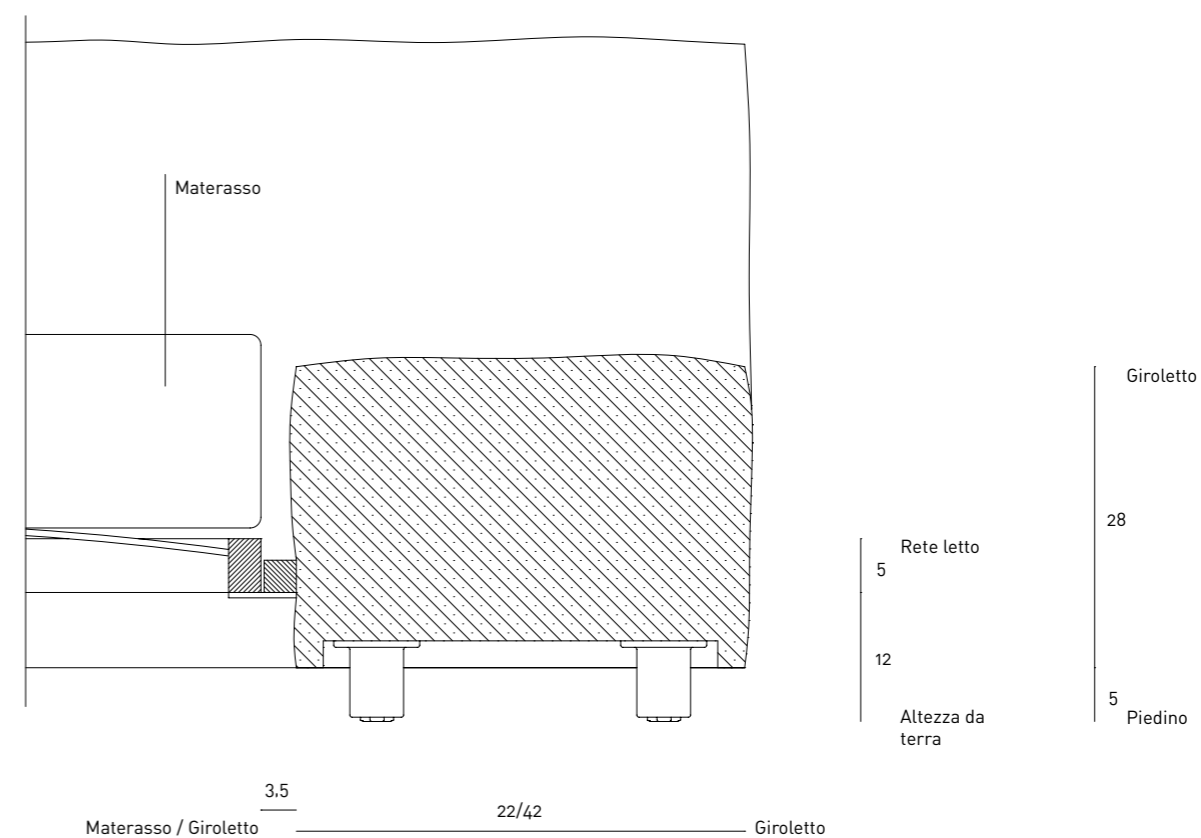 Materasso
Giroletto
28
Rete letto
5
12
5
Altezza da
terra
Piedino
3,5
22/42
Materasso / Giroletto
Giroletto